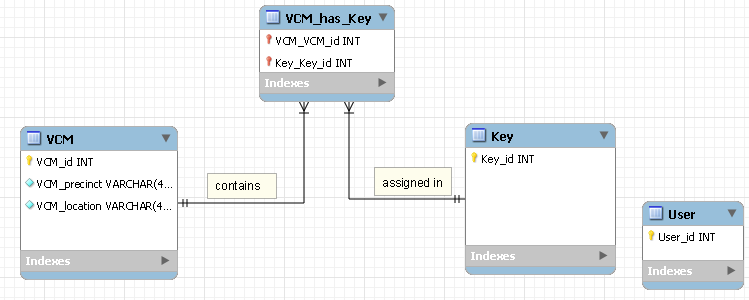 VCM_has_Key
VCM_VCM_id INT
Key_Key_id INT
Indexes
VCM
VCM_id INT
VCM_precinct VARCHAR(4...
VCM_location VARCHAR(4...
Indexes
contains
assigned in
Key
Key_id INT
Indexes
User
User_id INT
Indexes